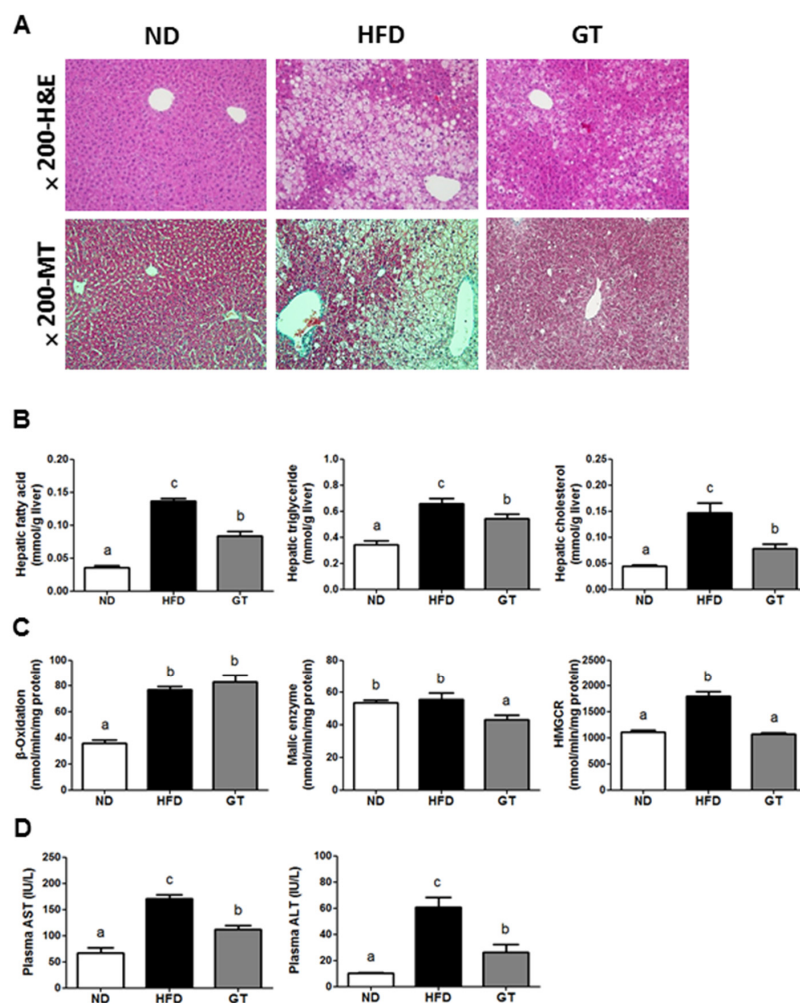 A
ND HFD GT
× 200-H&E
× 200-MT
B
Hepatic fatty acid
(mmol/g liver)
0.20
0.15
0.10
0.05
0.00
a
c
b
ND HFD GT
Hepatic triglyceride
(mmol/g liver)
1.0
0.8
0.6
0.4
0.2
0.0
a
c
b
ND HFD GT
Hepatic cholesterol
(mmol/g liver)
0.25
0.20
0.15
0.10
0.05
0.00
a
c
b
ND HFD GT
C
β-Oxidation
(nmol/min/mg protein)
100
80
60
40
20
0
a
b
b
ND HFD GT
Malic enzyme
(nmol/min/mg protein)
80
60
40
20
0
b
b
a
ND HFD GT
HMGCR
(nmol/min/mg protein)
2500
2000
1500
1000
500
0
a
b
a
ND HFD GT
D
Plasma AST (IU/L)
250
200
150
100
50
0
a
c
b
ND HFD GT
Plasma ALT (IU/L)
100
80
60
40
20
0
a
c
b
ND HFD GT